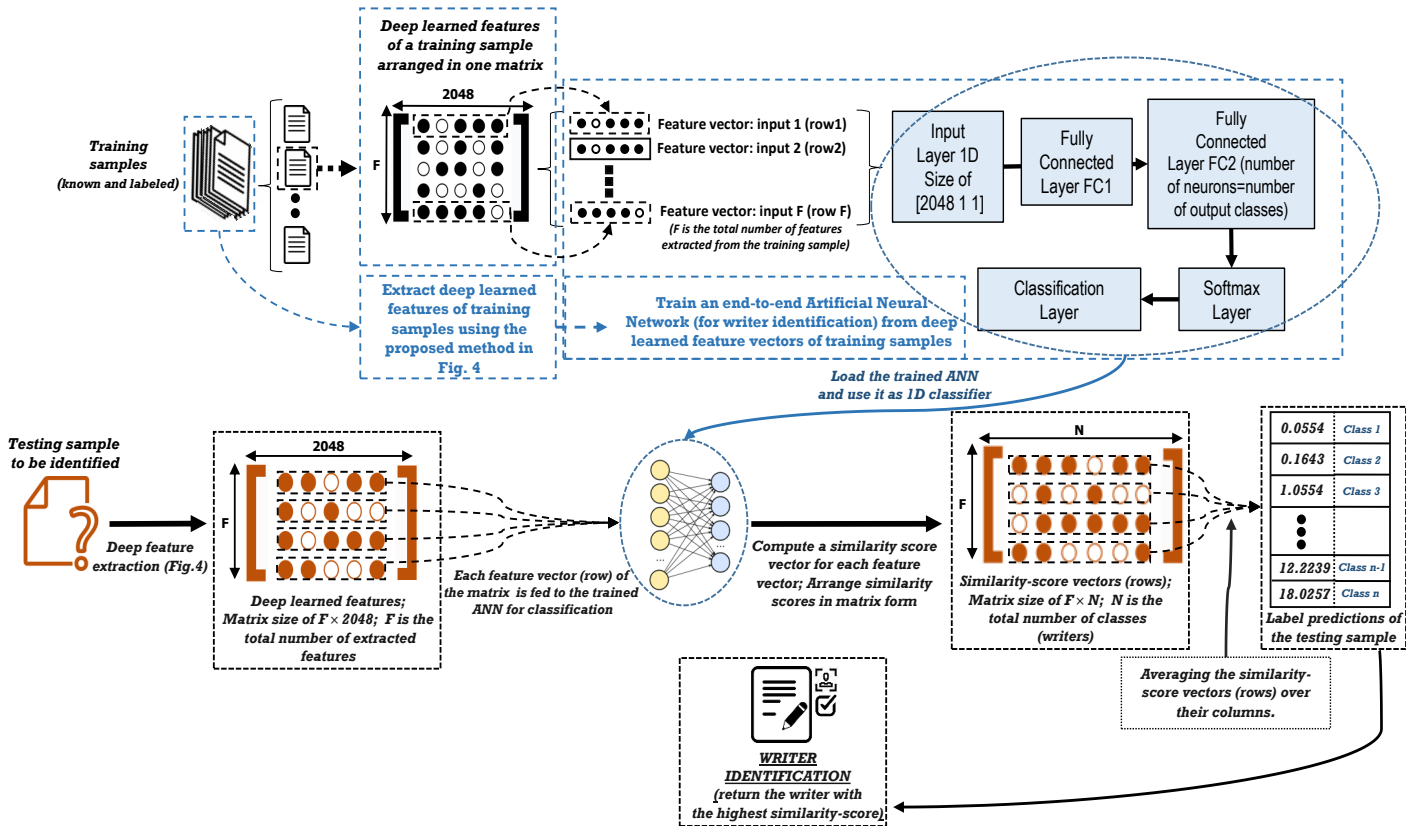 Deep learned features
of a training sample
arranged in one matrix
2048
F
Training
samples
(known and labeled)
Feature vector: input 1 (row1)
Feature vector: input 2 (row2)
Feature vector: input F (row F)
(F is the total number of features
extracted from the training sample)
Input
Layer 1D
Size of
[2048 1 1]
Fully
Connected
Layer FC1
Fully
Connected
Layer FC2 (number
of neurons=number
of output classes)
Classification
Layer
Softmax
Layer
Extract deep learned
features of training
samples using the
proposed method in
Fig. 4
Train an end-to-end Artificial Neural
Network (for writer identification) from deep
learned feature vectors of training samples
Load the trained ANN
and use it as 1D classifier
Testing sample
to be identified
Deep feature
extraction (Fig.4)
2048
F
Deep learned features;
Matrix size of F × 2048; F is the
total number of extracted
features
Each feature vector (row) of
the matrix is fed to the trained
ANN for classification
...
...
Compute a similarity score
vector for each feature
vector; Arrange similarity
scores in matrix form
N
F
Similarity-score vectors (rows);
Matrix size of F × N; N is the
total number of classes
(writers)
0.0554 Class 1
0.1643 Class 2
1.0554 Class 3
12.2239 Class n-1
18.0257 Class n
Label predictions of
the testing sample
Averaging the similarity-
score vectors (rows) over
their columns.
WRITER
IDENTIFICATION
(return the writer with
the highest similarity-score)